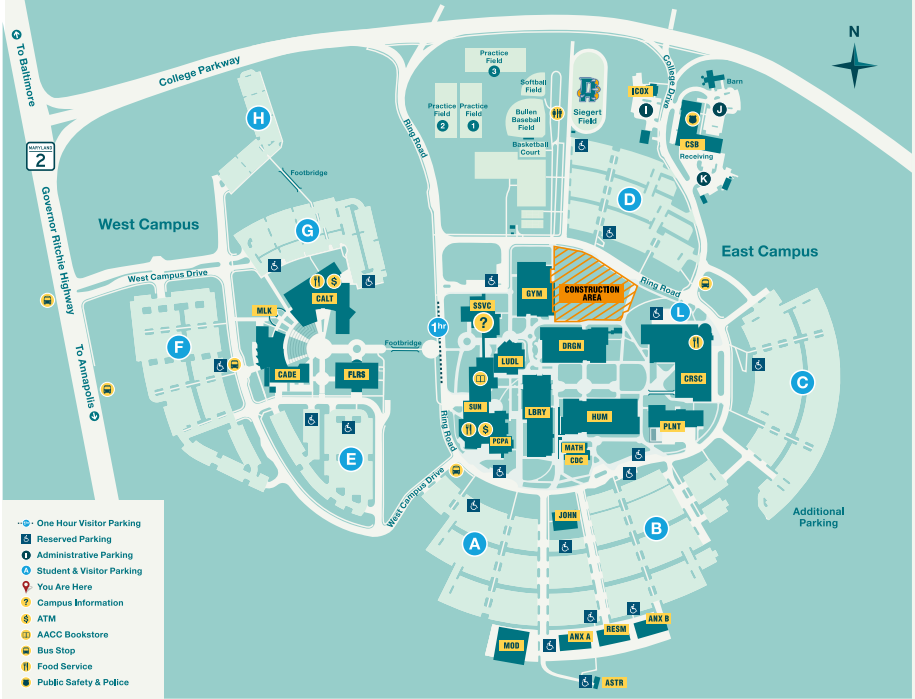 To Baltimore
College Parkway
MARYLAND
2
Governor Ritchie Highway
To Annapolis
West Campus
West Campus Drive
H
Footbridge
G
CALT
$
MLK
F
CADE
FLRS
Footbridge
E
West Campus Drive
Ring Road
Practice
Field
3
Practice
Field
2
Practice
Field
1
Softball
Field
Bullen
Baseball
Field
Basketball
Court
Siegert
Field
College Drive
COX
I
Barn
J
CSB
Receiving
K
N
D
East Campus
Ring Road
CONSTRUCTION
AREA
GYM
SSVC
?
1hr
L
DRGN
LUDL
CRSC
C
SUN
LBRY
HUM
PLNT
$
PCPA
MATH
CDC
Ring Road
JOHN
A
B
Additional
Parking
MOD
ANX A
RESM
ANX B
ASTR
One Hour Visitor Parking
Reserved Parking
I
Administrative Parking
A
Student & Visitor Parking
You Are Here
?
Campus Information
$
ATM
AACC Bookstore
Bus Stop
Food Service
Public Safety & Police